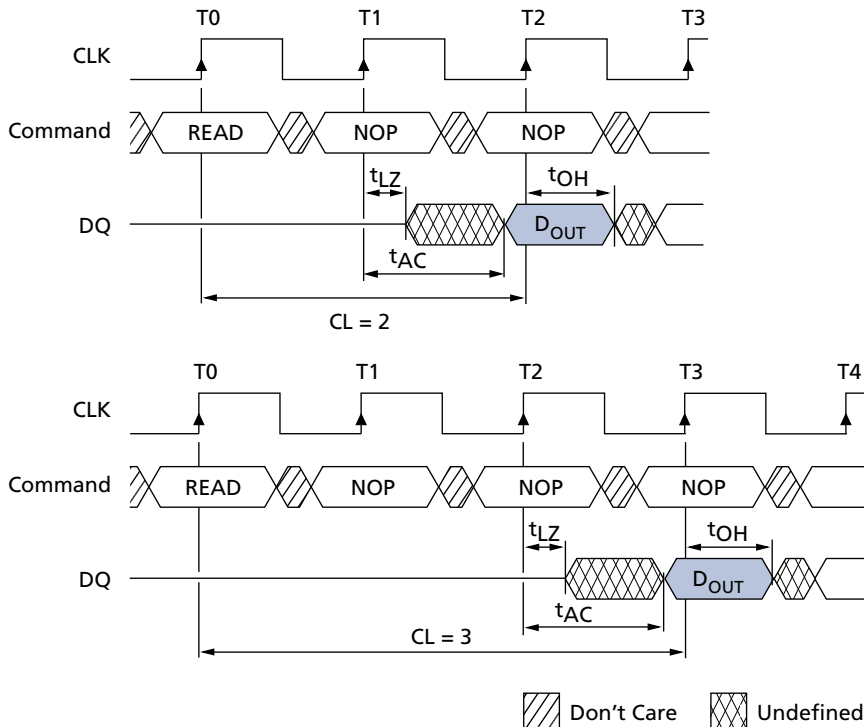 T0 T1 T2 T3
CLK
Command READ NOP NOP
tLZ tOH
DQ DOUT
tAC
CL = 2
T0 T1 T2 T3 T4
CLK
Command READ NOP NOP NOP
tLZ tOH
DQ DOUT
tAC
CL = 3
Don't Care Undefined